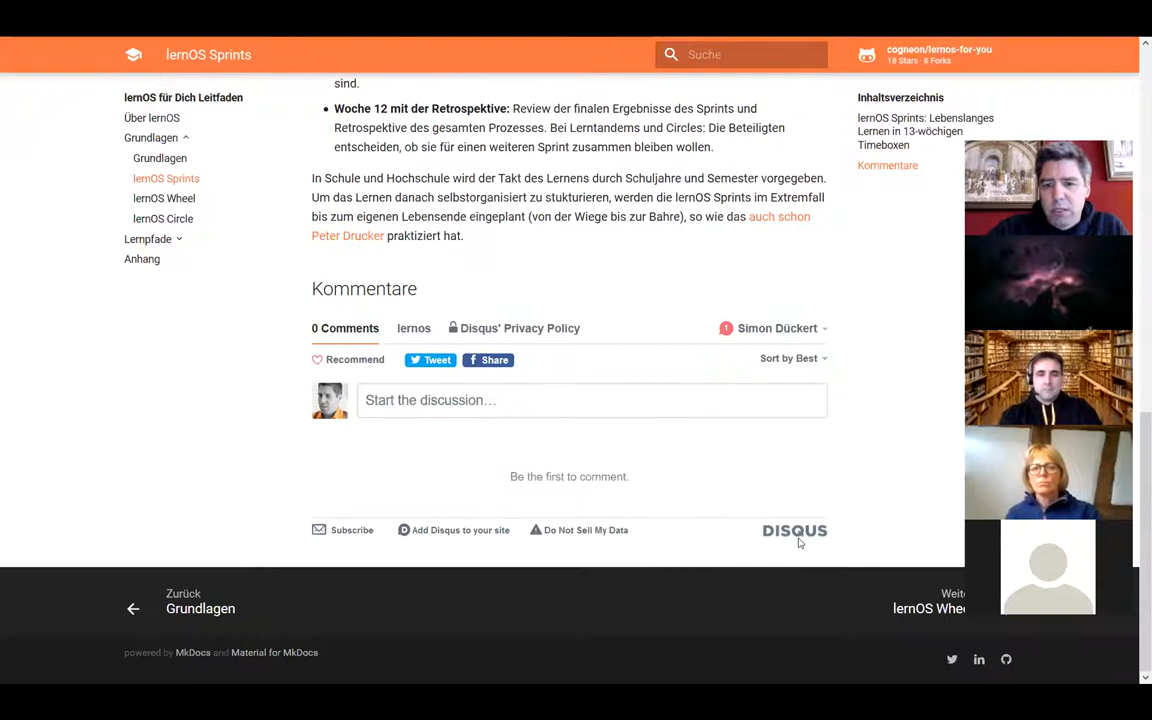 lernOS Sprints
Suche
cogneon/lernos-for-you
18 Stars · 8 Forks
lernOS für Dich Leitfaden
Über lernOS
Grundlagen
Grundlagen
lernOS Sprints
lernOS Wheel
lernOS Circle
Lernpfade
Anhang
sind.
Woche 12 mit der Retrospektive: Review der finalen Ergebnisse des Sprints und
Retrospektive des gesamten Prozesses. Bei Lerntandems und Circles: Die Beteiligten
entscheiden, ob sie für einen weiteren Sprint zusammen bleiben wollen.
In Schule und Hochschule wird der Takt des Lernens durch Schuljahre und Semester vorgegeben.
Um das Lernen danach selbstorganisiert zu stukturieren, werden die lernOS Sprints im Extremfall
bis zum eigenen Lebensende eingeplant (von der Wiege bis zur Bahre), so wie das auch schon
Peter Drucker praktiziert hat.
Kommentare
0 Comments lernos Disqus' Privacy Policy 1 Simon Dückert
Recommend Tweet f Share Sort by Best
Start the discussion…
Be the first to comment.
Subscribe Add Disqus to your site Do Not Sell My Data DISQUS
Inhaltsverzeichnis
lernOS Sprints: Lebenslanges
Lernen in 13-wöchigen
Timeboxen
Kommentare
Zurück
Grundlagen
Weite
lernOS Whee
powered by MkDocs and Material for MkDocs